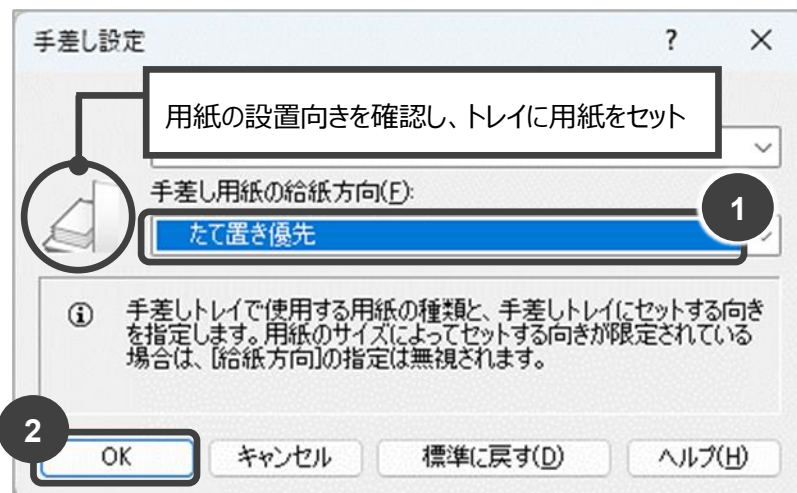 手差し設定
?
×
用紙の設置向きを確認し、トレイに用紙をセット
手差し用紙の給紙方向(F):
1
たて置き優先
手差しトレイで使用する用紙の種類と、手差しトレイにセットする向き
を指定します。用紙のサイズによってセットする向きが限定されている
場合は、[給紙方向]の指定は無視されます。
2
OK
キャンセル
標準に戻す(D)
ヘルプ(H)